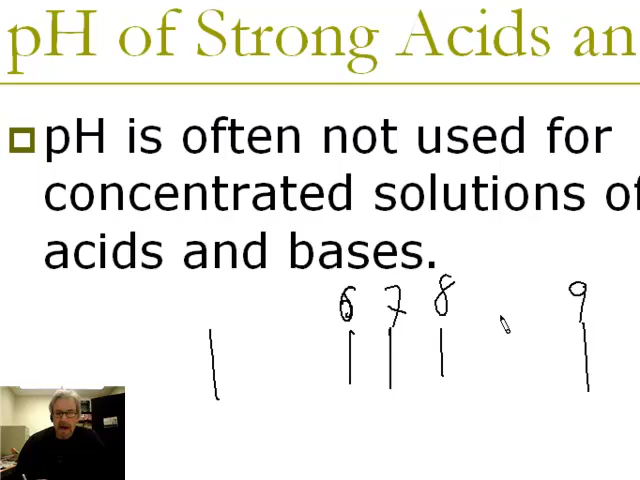 pH of Strong Acids an
pH is often not used for
concentrated solutions of
acids and bases.
6 7 8 9